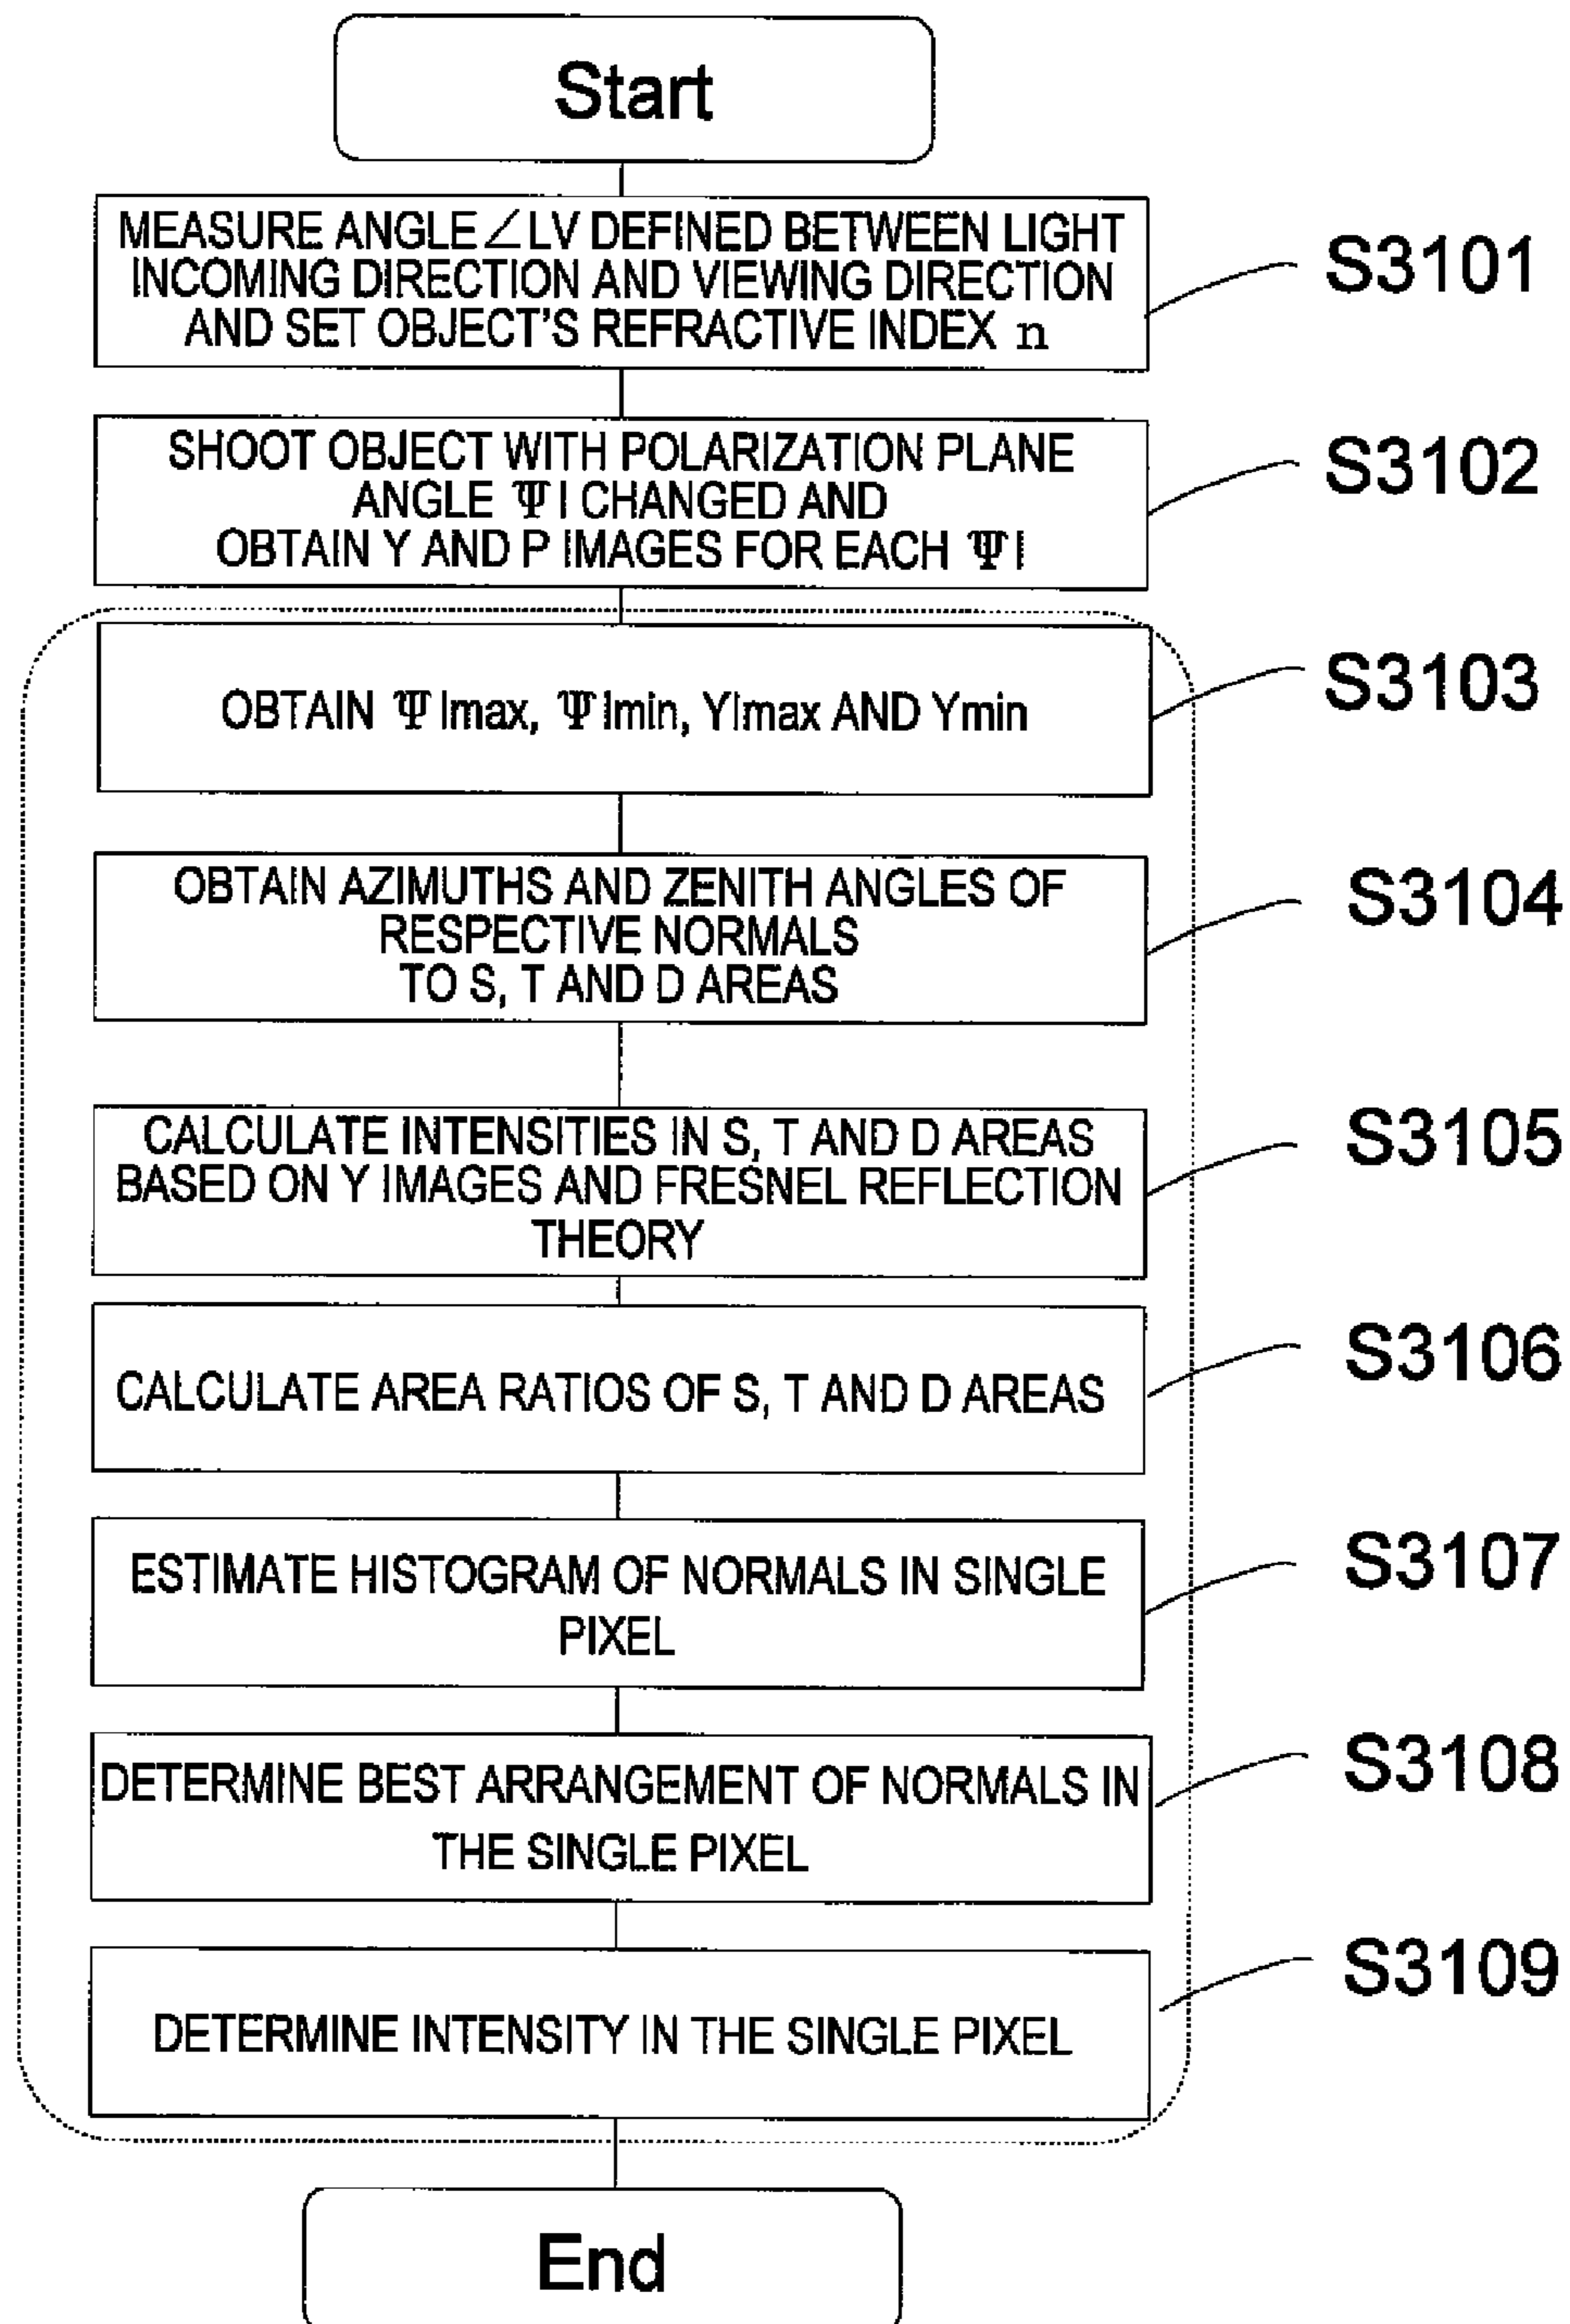 Start
MEASURE ANGLE∠LV DEFINED BETWEEN LIGHT
INCOMING DIRECTION AND VIEWING DIRECTION
AND SET OBJECT'S REFRACTIVE INDEX n
S3101
SHOOT OBJECT WITH POLARIZATION PLANE
ANGLE ΨI CHANGED AND
OBTAIN Y AND P IMAGES FOR EACH ΨI
S3102
OBTAIN ΨImax, ΨImin, YImax AND Ymin
S3103
OBTAIN AZIMUTHS AND ZENITH ANGLES OF
RESPECTIVE NORMALS
TO S, T AND D AREAS
S3104
CALCULATE INTENSITIES IN S, T AND D AREAS
BASED ON Y IMAGES AND FRESNEL REFLECTION
THEORY
S3105
CALCULATE AREA RATIOS OF S, T AND D AREAS
S3106
ESTIMATE HISTOGRAM OF NORMALS IN SINGLE
PIXEL
S3107
DETERMINE BEST ARRANGEMENT OF NORMALS IN
THE SINGLE PIXEL
S3108
DETERMINE INTENSITY IN THE SINGLE PIXEL
S3109
End